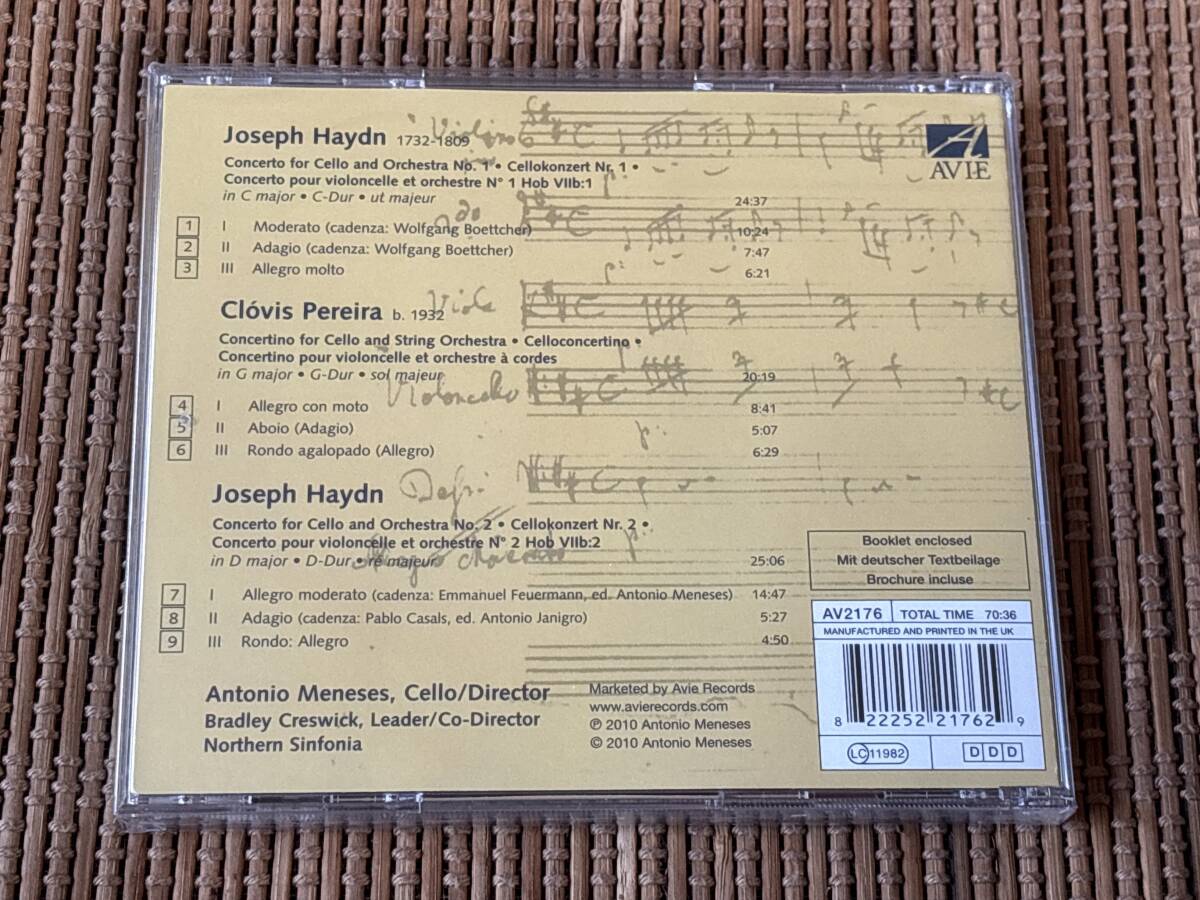 Joseph Haydn 1732-1809
Concerto for Cello and Orchestra No. 1 • Cellokonzert Nr. 1 •
Concerto pour violoncelle et orchestre N° 1 Hob VIIb:1
in C major • C-Dur • ut majeur 24:37
1 I Moderato (cadenza: Wolfgang Boettcher) 10:24
2 II Adagio (cadenza: Wolfgang Boettcher) 7:47
3 III Allegro molto 6:21
AVIE
Clóvis Pereira b. 1932
Viola
Concertino for Cello and String Orchestra • Celloconcertino •
Concertino pour violoncelle et orchestre à cordes
in G major • G-Dur • sol majeur 20:19
Violoncello
4 I Allegro con moto 8:41
5 II Aboio (Adagio) 5:07
6 III Rondo agalopado (Allegro) 6:29
Joseph Haydn
Concerto for Cello and Orchestra No. 2 • Cellokonzert Nr. 2 •
Concerto pour violoncelle et orchestre N° 2 Hob VIIb:2
in D major • D-Dur • ré majeur 25:06
7 I Allegro moderato (cadenza: Emmanuel Feuermann, ed. Antonio Meneses) 14:47
8 II Adagio (cadenza: Pablo Casals, ed. Antonio Janigro) 5:27
9 III Rondo: Allegro 4:50
Booklet enclosed
Mit deutscher Textbeilage
Brochure incluse
AV2176 TOTAL TIME 70:36
MANUFACTURED AND PRINTED IN THE UK
8 22252 21762 9
LC 11982 D D D
Antonio Meneses, Cello/Director
Bradley Creswick, Leader/Co-Director
Northern Sinfonia
Marketed by Avie Records
www.avierecords.com
℗ 2010 Antonio Meneses
© 2010 Antonio Meneses